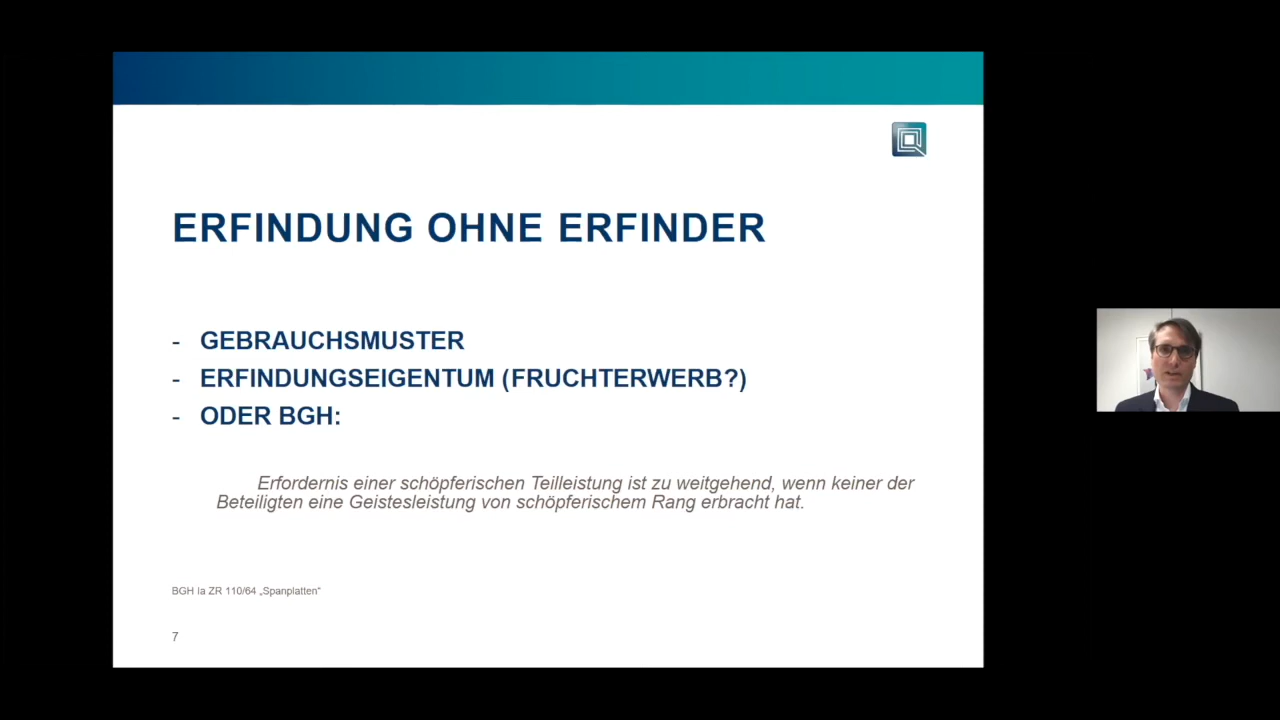 ERFINDUNG OHNE ERFINDER
- GEBRAUCHSMUSTER
- ERFINDUNGSEIGENTUM (FRUCHTERWERB?)
- ODER BGH:
Erfordernis einer schöpferischen Teilleistung ist zu weitgehend, wenn keiner der
Beteiligten eine Geistesleistung von schöpferischem Rang erbracht hat.
BGH Ia ZR 110/64 „Spanplatten“
7